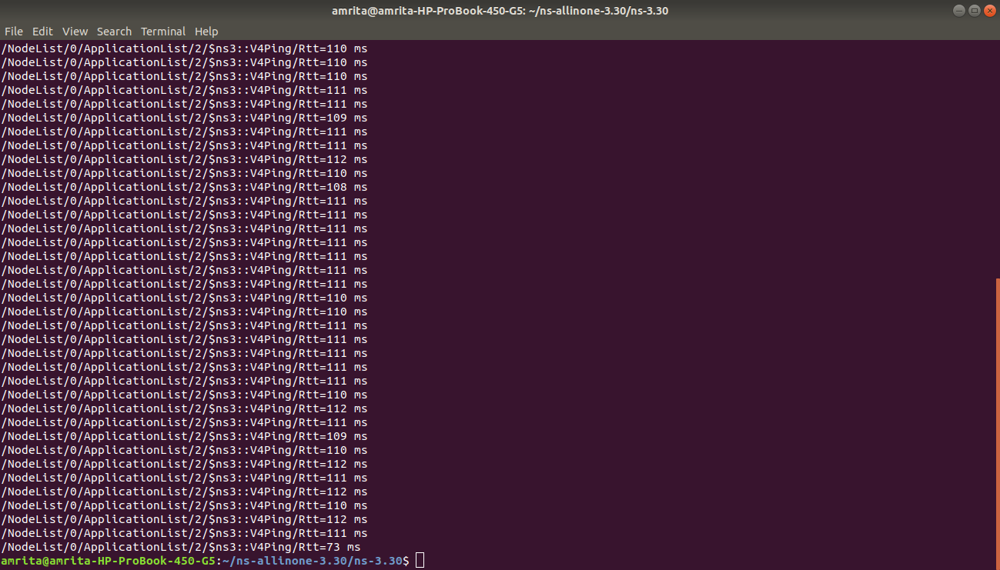 amrita@amrita-HP-ProBook-450-G5: ~/ns-allinone-3.30/ns-3.30
File Edit View Search Terminal Help
/NodeList/0/ApplicationList/2/$ns3::V4Ping/Rtt=110 ms
/NodeList/0/ApplicationList/2/$ns3::V4Ping/Rtt=110 ms
/NodeList/0/ApplicationList/2/$ns3::V4Ping/Rtt=110 ms
/NodeList/0/ApplicationList/2/$ns3::V4Ping/Rtt=111 ms
/NodeList/0/ApplicationList/2/$ns3::V4Ping/Rtt=111 ms
/NodeList/0/ApplicationList/2/$ns3::V4Ping/Rtt=109 ms
/NodeList/0/ApplicationList/2/$ns3::V4Ping/Rtt=111 ms
/NodeList/0/ApplicationList/2/$ns3::V4Ping/Rtt=111 ms
/NodeList/0/ApplicationList/2/$ns3::V4Ping/Rtt=112 ms
/NodeList/0/ApplicationList/2/$ns3::V4Ping/Rtt=110 ms
/NodeList/0/ApplicationList/2/$ns3::V4Ping/Rtt=108 ms
/NodeList/0/ApplicationList/2/$ns3::V4Ping/Rtt=111 ms
/NodeList/0/ApplicationList/2/$ns3::V4Ping/Rtt=111 ms
/NodeList/0/ApplicationList/2/$ns3::V4Ping/Rtt=111 ms
/NodeList/0/ApplicationList/2/$ns3::V4Ping/Rtt=111 ms
/NodeList/0/ApplicationList/2/$ns3::V4Ping/Rtt=111 ms
/NodeList/0/ApplicationList/2/$ns3::V4Ping/Rtt=111 ms
/NodeList/0/ApplicationList/2/$ns3::V4Ping/Rtt=111 ms
/NodeList/0/ApplicationList/2/$ns3::V4Ping/Rtt=110 ms
/NodeList/0/ApplicationList/2/$ns3::V4Ping/Rtt=110 ms
/NodeList/0/ApplicationList/2/$ns3::V4Ping/Rtt=111 ms
/NodeList/0/ApplicationList/2/$ns3::V4Ping/Rtt=111 ms
/NodeList/0/ApplicationList/2/$ns3::V4Ping/Rtt=111 ms
/NodeList/0/ApplicationList/2/$ns3::V4Ping/Rtt=111 ms
/NodeList/0/ApplicationList/2/$ns3::V4Ping/Rtt=111 ms
/NodeList/0/ApplicationList/2/$ns3::V4Ping/Rtt=110 ms
/NodeList/0/ApplicationList/2/$ns3::V4Ping/Rtt=112 ms
/NodeList/0/ApplicationList/2/$ns3::V4Ping/Rtt=111 ms
/NodeList/0/ApplicationList/2/$ns3::V4Ping/Rtt=109 ms
/NodeList/0/ApplicationList/2/$ns3::V4Ping/Rtt=110 ms
/NodeList/0/ApplicationList/2/$ns3::V4Ping/Rtt=112 ms
/NodeList/0/ApplicationList/2/$ns3::V4Ping/Rtt=111 ms
/NodeList/0/ApplicationList/2/$ns3::V4Ping/Rtt=112 ms
/NodeList/0/ApplicationList/2/$ns3::V4Ping/Rtt=110 ms
/NodeList/0/ApplicationList/2/$ns3::V4Ping/Rtt=112 ms
/NodeList/0/ApplicationList/2/$ns3::V4Ping/Rtt=111 ms
/NodeList/0/ApplicationList/2/$ns3::V4Ping/Rtt=73 ms
amrita@amrita-HP-ProBook-450-G5:~/ns-allinone-3.30/ns-3.30$